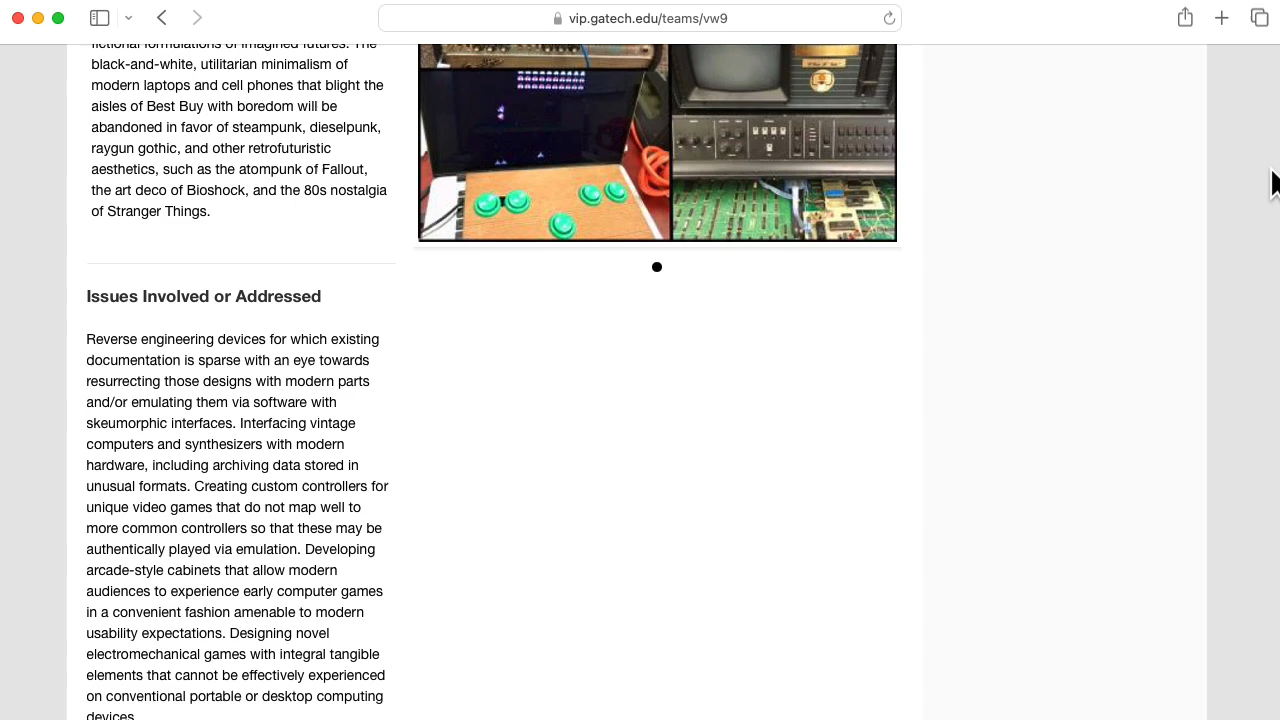 vip.gatech.edu/teams/vw9
fictional formulations of imagined futures. The
black-and-white, utilitarian minimalism of
modern laptops and cell phones that blight the
aisles of Best Buy with boredom will be
abandoned in favor of steampunk, dieselpunk,
raygun gothic, and other retrofuturistic
aesthetics, such as the atompunk of Fallout,
the art deco of Bioshock, and the 80s nostalgia
of Stranger Things.
Issues Involved or Addressed
Reverse engineering devices for which existing
documentation is sparse with an eye towards
resurrecting those designs with modern parts
and/or emulating them via software with
skeumorphic interfaces. Interfacing vintage
computers and synthesizers with modern
hardware, including archiving data stored in
unusual formats. Creating custom controllers for
unique video games that do not map well to
more common controllers so that these may be
authentically played via emulation. Developing
arcade-style cabinets that allow modern
audiences to experience early computer games
in a convenient fashion amenable to modern
usability expectations. Designing novel
electromechanical games with integral tangible
elements that cannot be effectively experienced
on conventional portable or desktop computing
devices.